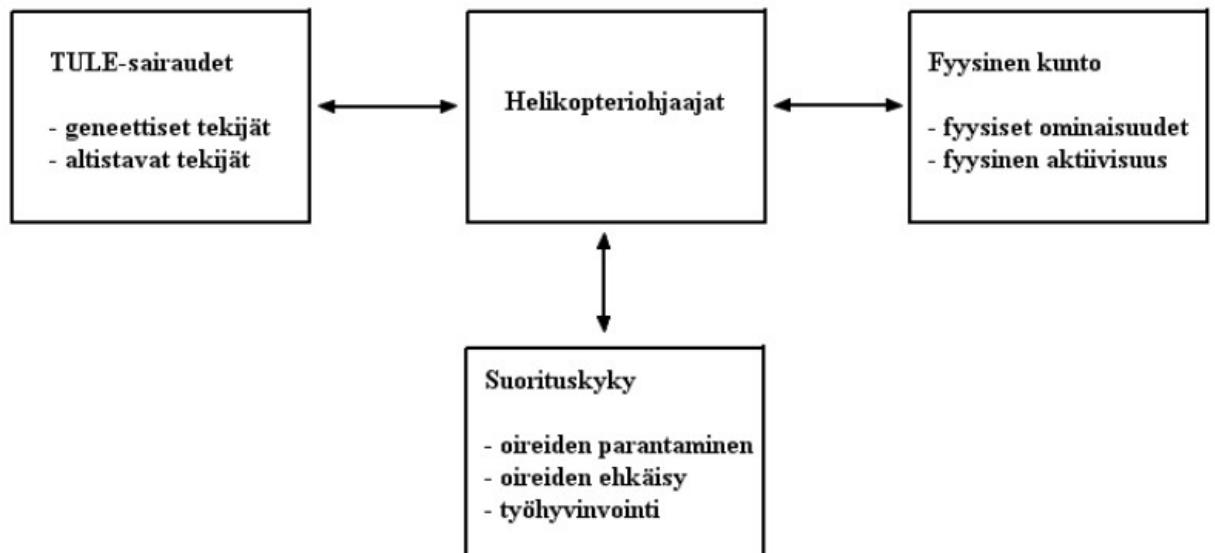 TULE-sairaudet
- geneettiset tekijät
- altistavat tekijät
Helikopteriohjaajat
Fyysinen kunto
- fyysiset ominaisuudet
- fyysinen aktiivisuus
Suorituskyky
- oireiden parantaminen
- oireiden ehkäisy
- työhyvinvointi